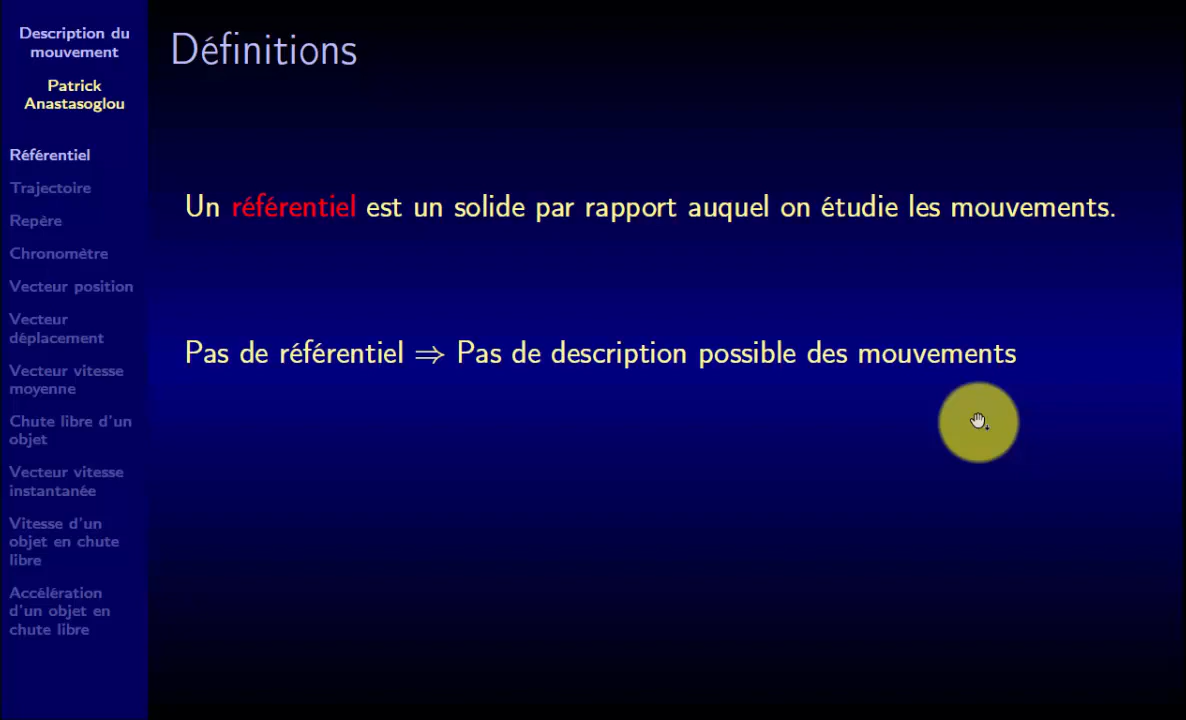 Description du
mouvement
Patrick
Anastasoglou
Référentiel
Trajectoire
Repère
Chronomètre
Vecteur position
Vecteur
déplacement
Vecteur vitesse
moyenne
Chute libre d'un
objet
Vecteur vitesse
instantanée
Vitesse d'un
objet en chute
libre
Accélération
d'un objet en
chute libre
Définitions
Un référentiel est un solide par rapport auquel on étudie les mouvements.
Pas de référentiel ⇒ Pas de description possible des mouvements